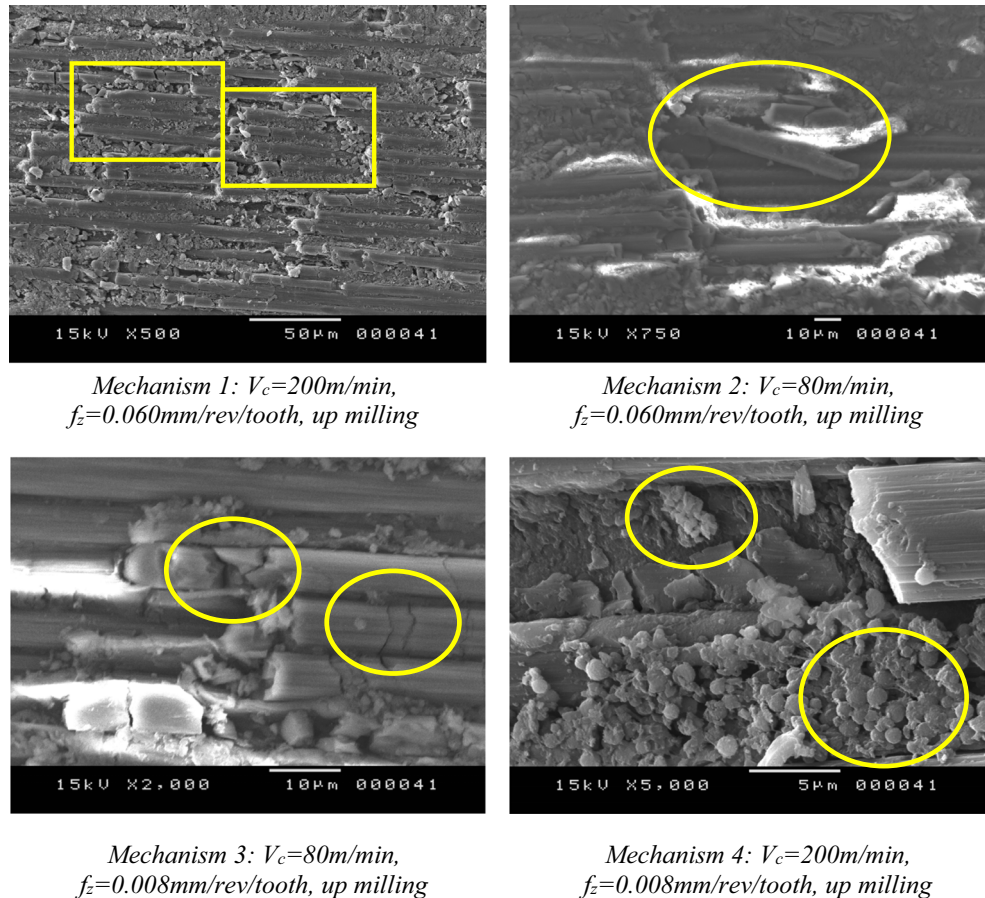 15kV X500 50µm 000041
15kV X750 10µm 000041
Mechanism 1: Vc=200m/min,
fz=0.060mm/rev/tooth, up milling
Mechanism 2: Vc=80m/min,
fz=0.060mm/rev/tooth, up milling
15kV X2,000 10µm 000041
15kV X5,000 5µm 000041
Mechanism 3: Vc=80m/min,
fz=0.008mm/rev/tooth, up milling
Mechanism 4: Vc=200m/min,
fz=0.008mm/rev/tooth, up milling